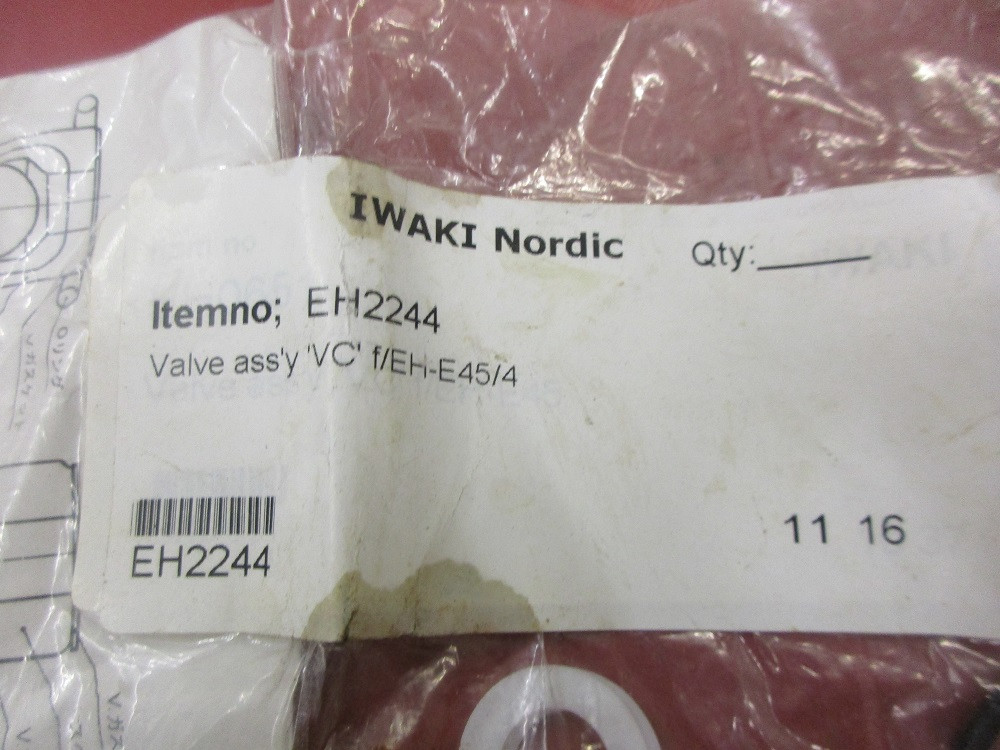 IWAKI Nordic
Qty:
Itemno; EH2244
Valve ass'y 'VC' f/EH-E45/4
EH2244
11 16